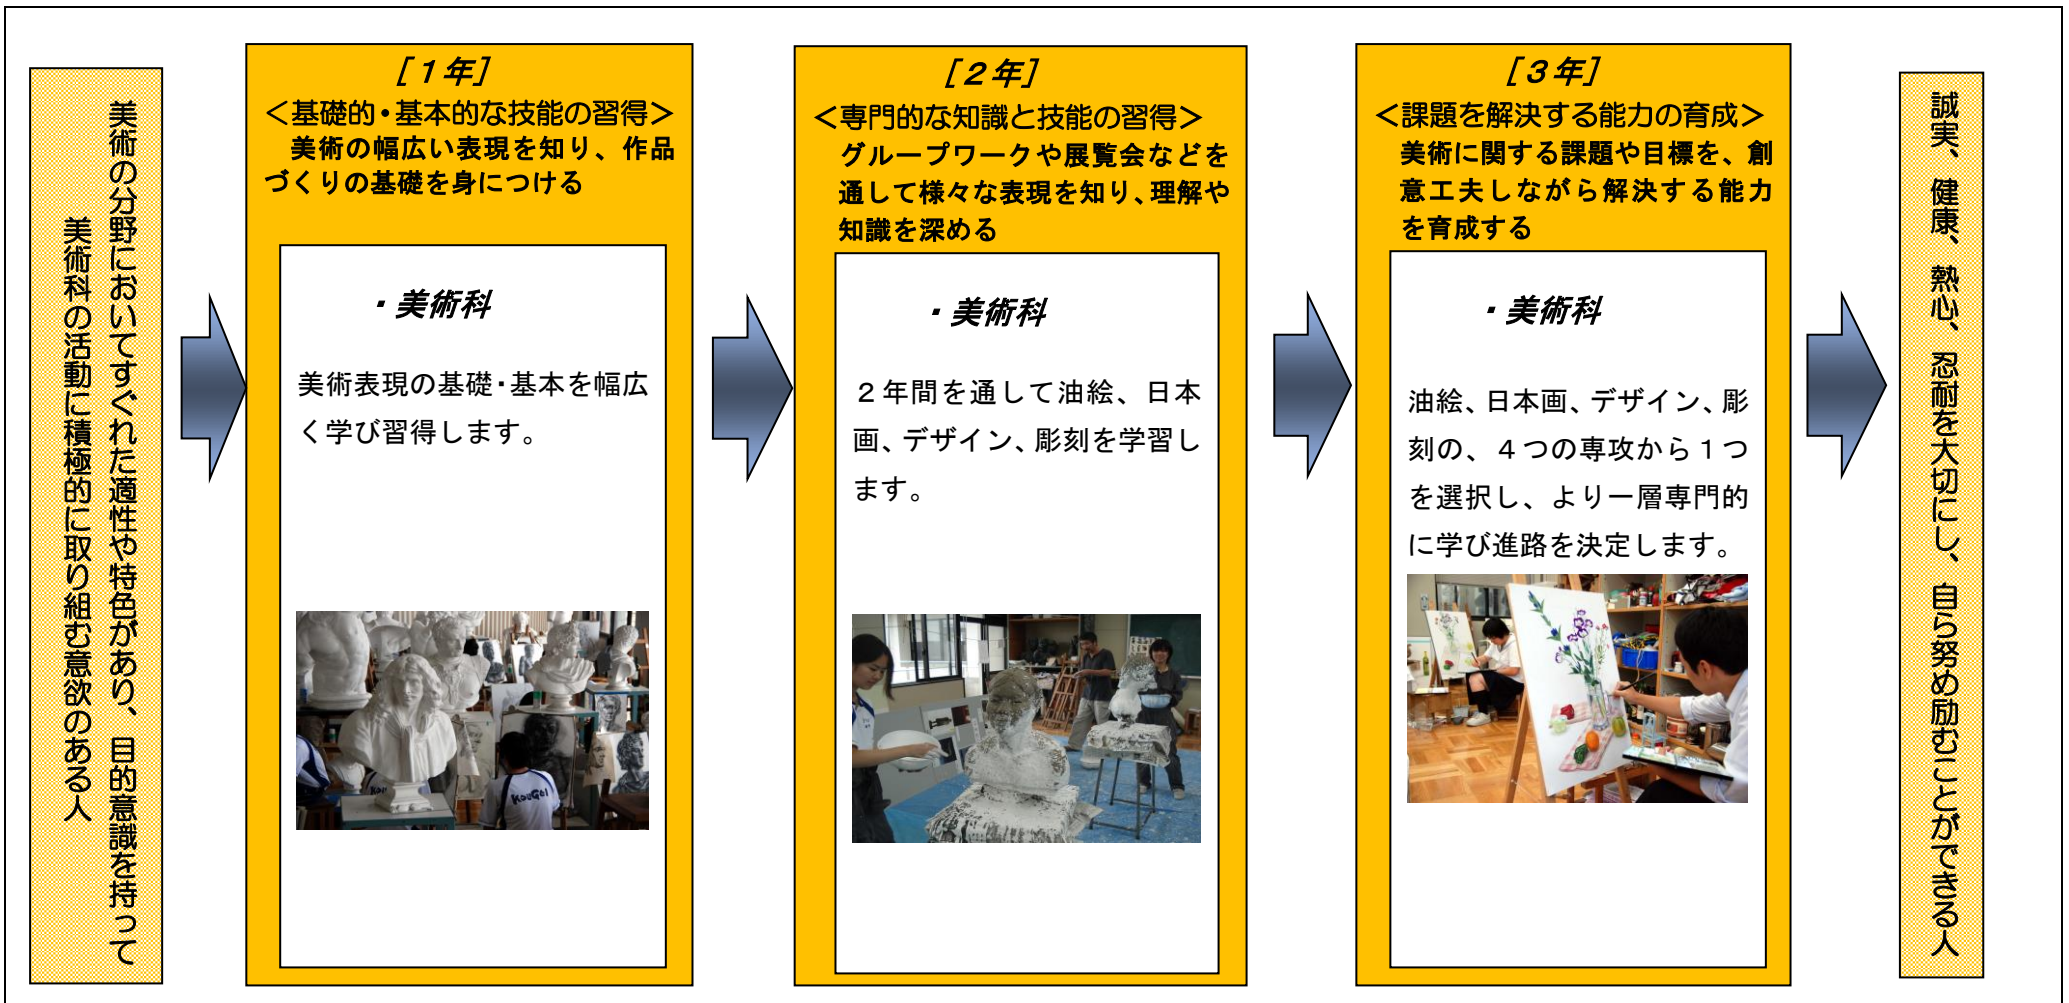 美術の分野においてすぐれた適性や特色があり、目的意識を持って
美術科の活動に積極的に取り組む意欲のある人
［１年］
＜基礎的・基本的な技能の習得＞
美術の幅広い表現を知り、作品
づくりの基礎を身につける
・美術科
美術表現の基礎・基本を幅広
く学び習得します。
KouGei
［２年］
＜専門的な知識と技能の習得＞
グループワークや展覧会などを
通して様々な表現を知り、理解や
知識を深める
・美術科
２年間を通して油絵、日本
画、デザイン、彫刻を学習し
ます。
［３年］
＜課題を解決する能力の育成＞
美術に関する課題や目標を、創
意工夫しながら解決する能力
を育成する
・美術科
油絵、日本画、デザイン、彫
刻の、４つの専攻から１つ
を選択し、より一層専門的
に学び進路を決定します。
誠実、健康、熱心、忍耐を大切にし、自ら努め励むことができる人